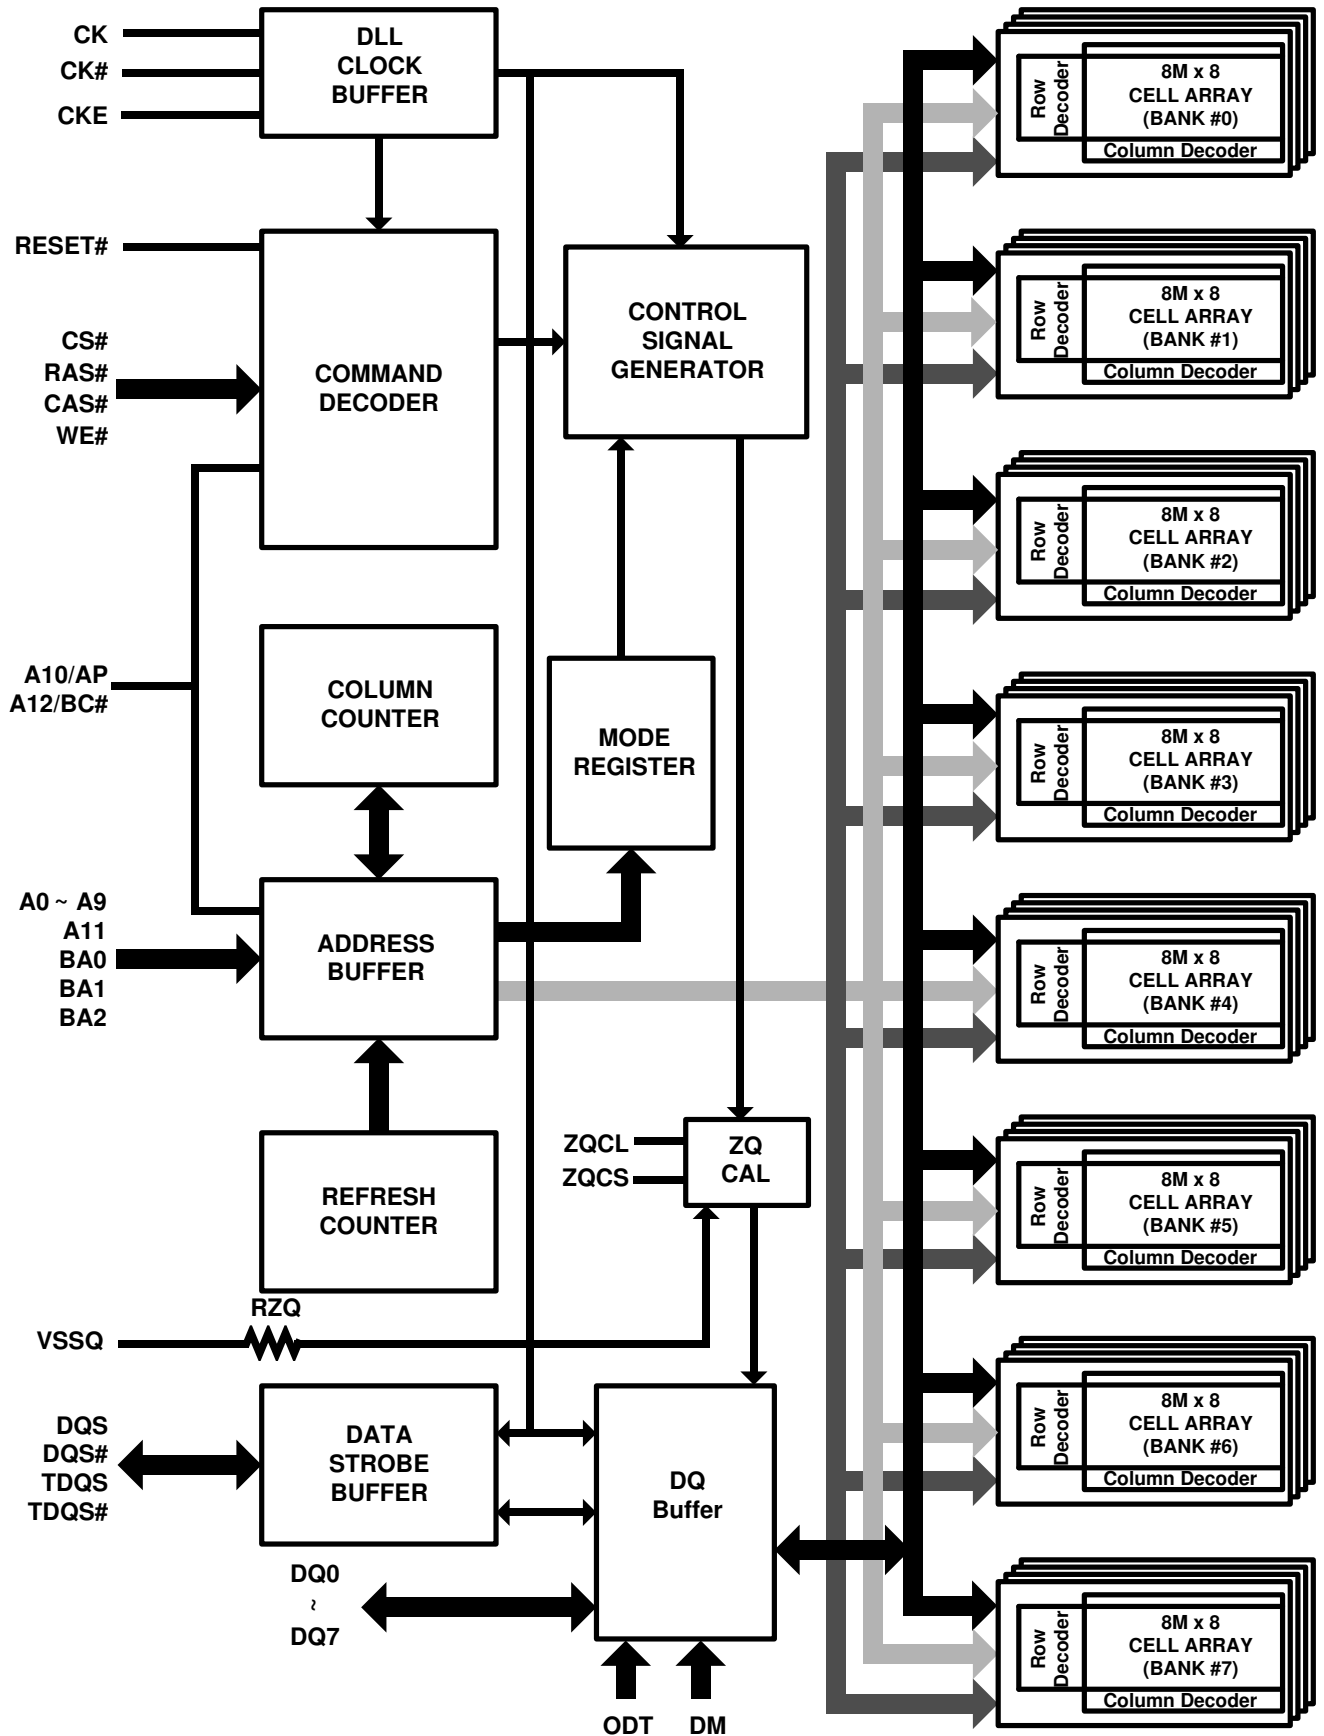 CK
CK#
CKE
DLL
CLOCK
BUFFER
RESET#
CS#
RAS#
CAS#
WE#
COMMAND
DECODER
CONTROL
SIGNAL
GENERATOR
A10/AP
A12/BC#
COLUMN
COUNTER
MODE
REGISTER
A0 ~ A9
A11
BA0
BA1
BA2
ADDRESS
BUFFER
REFRESH
COUNTER
ZQCL
ZQCS
ZQ
CAL
RZQ
VSSQ
DQS
DQS#
TDQS
TDQS#
DATA
STROBE
BUFFER
DQ
Buffer
DQ0
~
DQ7
ODT
DM
Row
Decoder
8M x 8
CELL ARRAY
(BANK #0)
Column Decoder
Row
Decoder
8M x 8
CELL ARRAY
(BANK #1)
Column Decoder
Row
Decoder
8M x 8
CELL ARRAY
(BANK #2)
Column Decoder
Row
Decoder
8M x 8
CELL ARRAY
(BANK #3)
Column Decoder
Row
Decoder
8M x 8
CELL ARRAY
(BANK #4)
Column Decoder
Row
Decoder
8M x 8
CELL ARRAY
(BANK #5)
Column Decoder
Row
Decoder
8M x 8
CELL ARRAY
(BANK #6)
Column Decoder
Row
Decoder
8M x 8
CELL ARRAY
(BANK #7)
Column Decoder